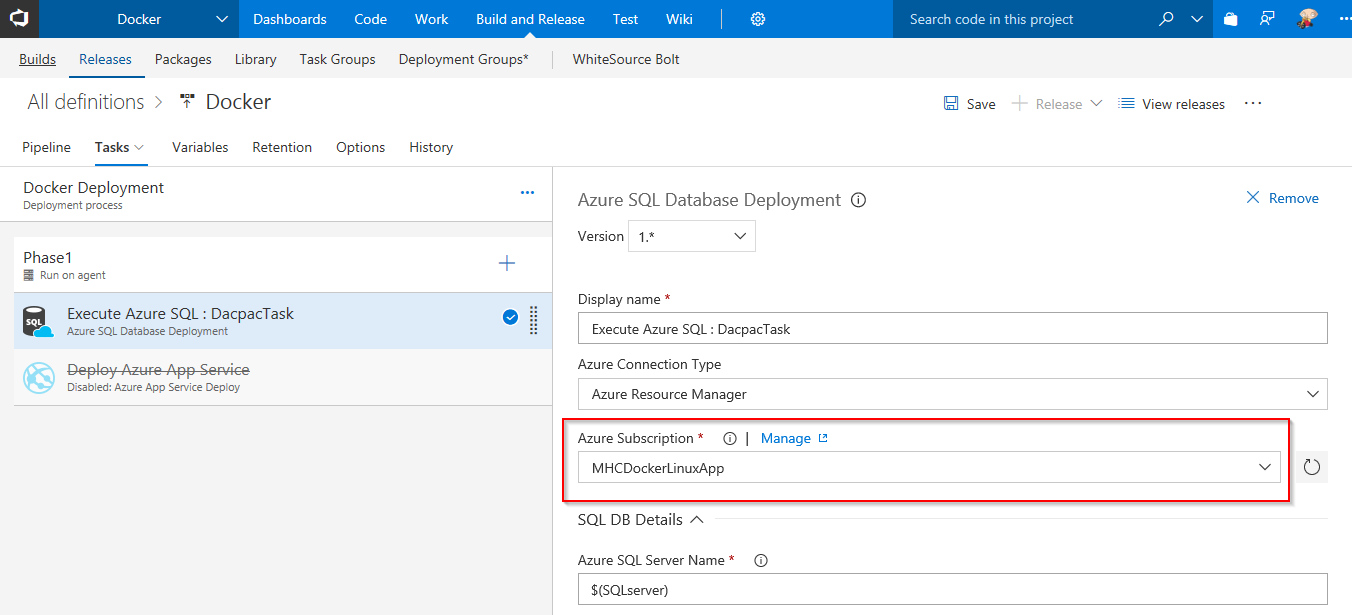 Docker Dashboards Code Work Build and Release Test Wiki Search code in this project
Builds Releases Packages Library Task Groups Deployment Groups* WhiteSource Bolt
All definitions > Docker Save Release View releases ...
Pipeline Tasks Variables Retention Options History
Docker Deployment
Deployment process
Phase1
Run on agent
SQL
Execute Azure SQL : DacpacTask
Azure SQL Database Deployment
Deploy Azure App Service
Disabled: Azure App Service Deploy
Azure SQL Database Deployment Remove
Version 1.*
Display name *
Execute Azure SQL : DacpacTask
Azure Connection Type
Azure Resource Manager
Azure Subscription * | Manage
MHCDockerLinuxApp
SQL DB Details
Azure SQL Server Name *
$(SQLserver)